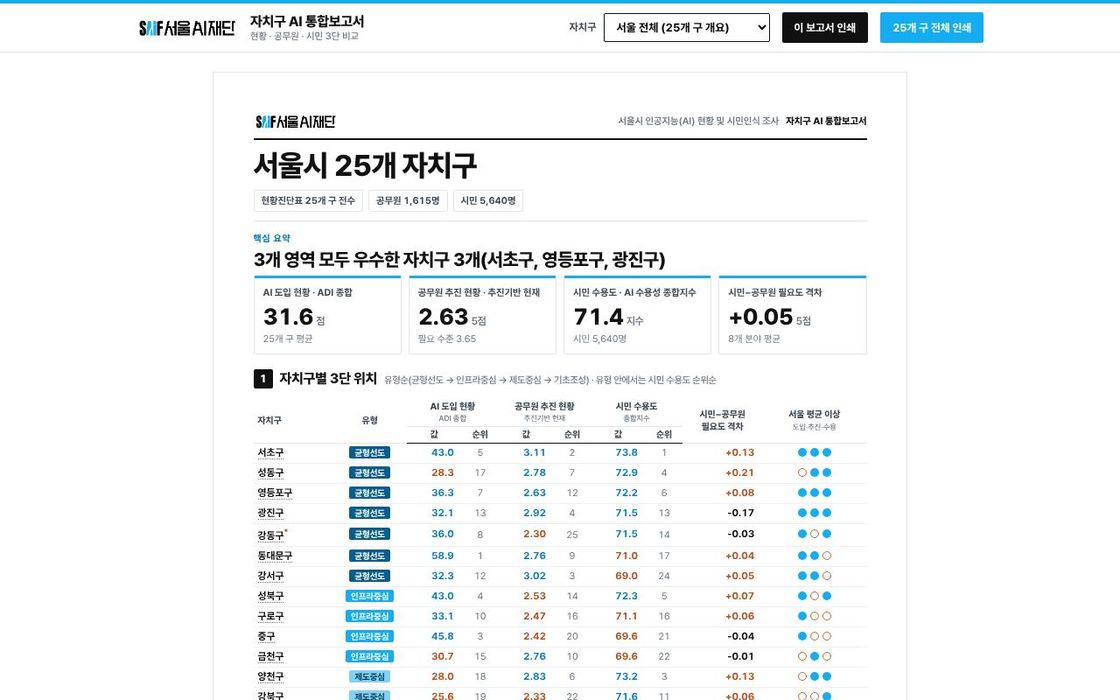 SAIF 서울AI재단
자치구 AI 통합보고서
현황 · 공무원 · 시민 3단 비교
자치구
서울 전체 (25개 구 개요)
이 보고서 인쇄
25개 구 전체 인쇄
SAIF 서울AI재단
서울시 인공지능(AI) 현황 및 시민인식 조사 자치구 AI 통합보고서
서울시 25개 자치구
현황진단표 25개 구 전수 공무원 1,615명 시민 5,640명
핵심 요약
3개 영역 모두 우수한 자치구 3개(서초구, 영등포구, 광진구)
AI 도입 현황 · ADI 종합
31.6 점
25개 구 평균
공무원 추진 현황 · 추진기반 현재
2.63 5점
필요 수준 3.65
시민 수용도 · AI 수용성 종합지수
71.4 지수
시민 5,640명
시민–공무원 필요도 격차
+0.05 5점
8개 분야 평균
1 자치구별 3단 위치 유형순(균형선도 → 인프라중심 → 제도중심 → 기초조성) · 유형 안에서는 시민 수용도 순위순
자치구 유형 AI 도입 현황 ADI 종합 공무원 추진 현황 추진기반 현재 시민 수용도 종합지수 시민–공무원 필요도 격차 서울 평균 이상 도입·추진·수용
값 순위 값 순위 값 순위
서초구 균형선도 43.0 5 3.11 2 73.8 1 +0.13
성동구 균형선도 28.3 17 2.78 7 72.9 4 +0.21
영등포구 균형선도 36.3 7 2.63 12 72.2 6 +0.08
광진구 균형선도 32.1 13 2.92 4 71.5 13 -0.17
강동구* 균형선도 36.0 8 2.30 25 71.5 14 -0.03
동대문구 균형선도 58.9 1 2.76 9 71.0 17 +0.04
강서구 균형선도 32.3 12 3.02 3 69.0 24 +0.05
성북구 인프라중심 43.0 4 2.53 14 72.3 5 +0.07
구로구 인프라중심 33.1 10 2.47 16 71.1 16 +0.06
중구 인프라중심 45.8 3 2.42 20 69.6 21 -0.04
금천구 인프라중심 30.7 15 2.76 10 69.6 22 -0.01
양천구 제도중심 28.0 18 2.83 6 73.2 3 +0.13
강북구 제도중심 25.6 19 2.33 22 71.6 11 +0.06